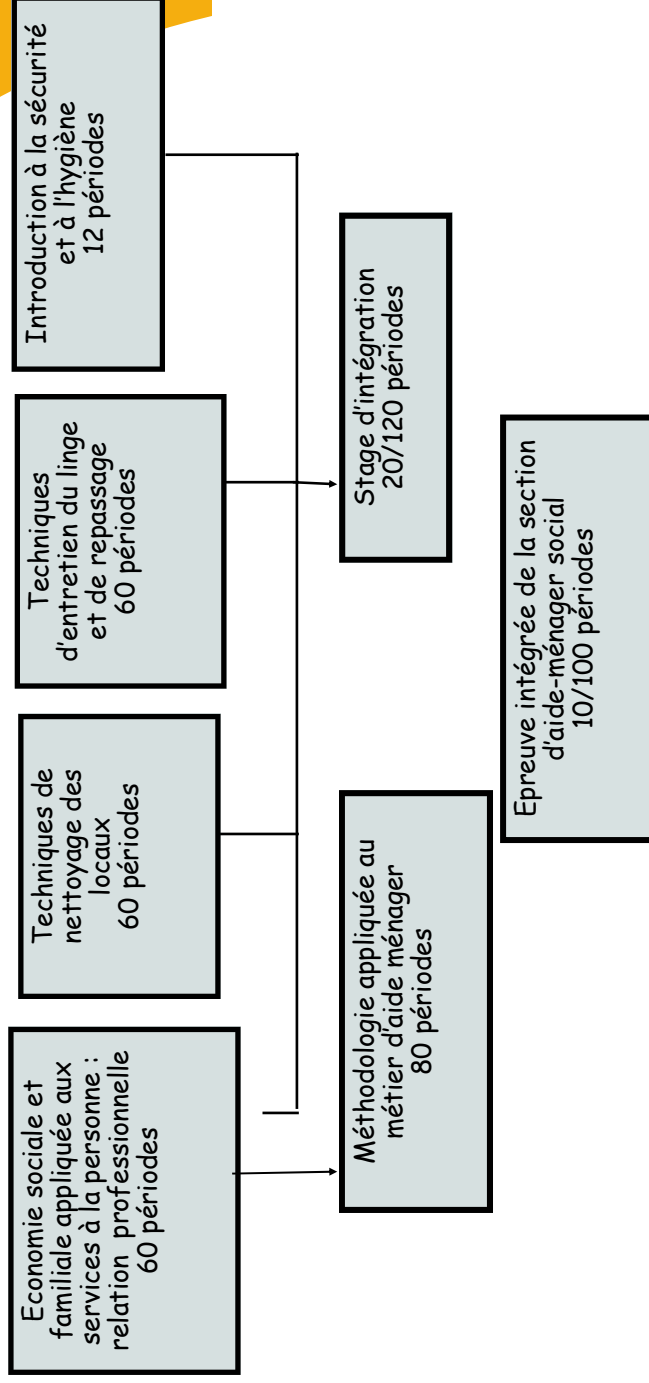 Economie sociale et
familiale appliquée aux
services à la personne :
relation professionnelle
60 périodes
Techniques de
nettoyage des
locaux
60 périodes
Techniques
d'entretien du linge
et de repassage
60 périodes
Introduction à la sécurité
et à l'hygiène
12 périodes
Méthodologie appliquée au
métier d'aide ménager
80 périodes
Stage d'intégration
20/120 périodes
Epreuve intégrée de la section
d'aide-ménager social
10/100 périodes